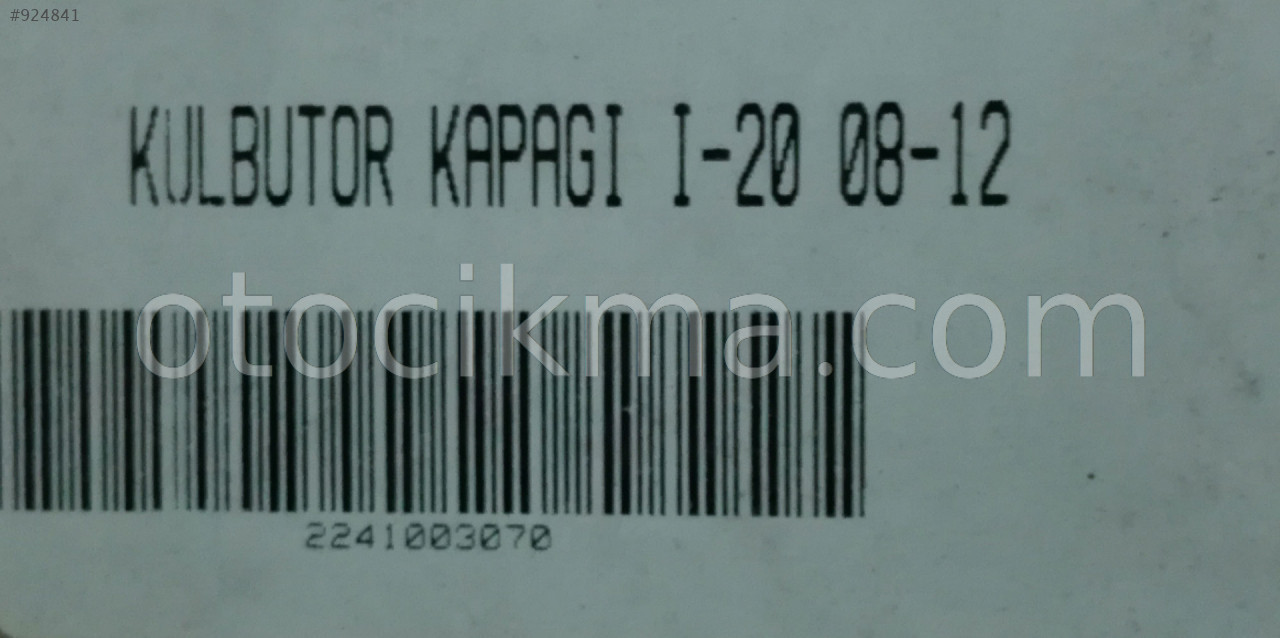 #924841
KULBUTOR KAPAGI I-20 08-12
otocikma.com
2241003070